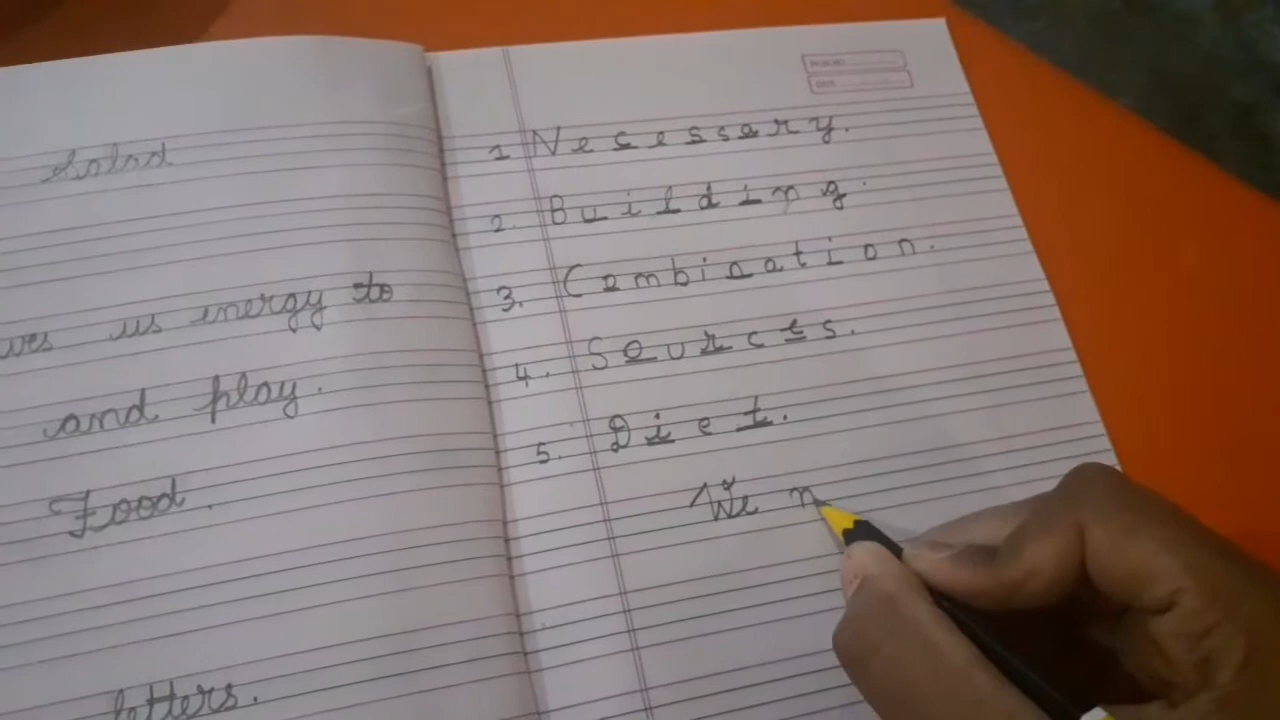 salad
ves us energy to
and play.
Food.
letters.
1 Necessary.
2. Building.
3. Combination.
4. Sources.
5. Diet.
We n